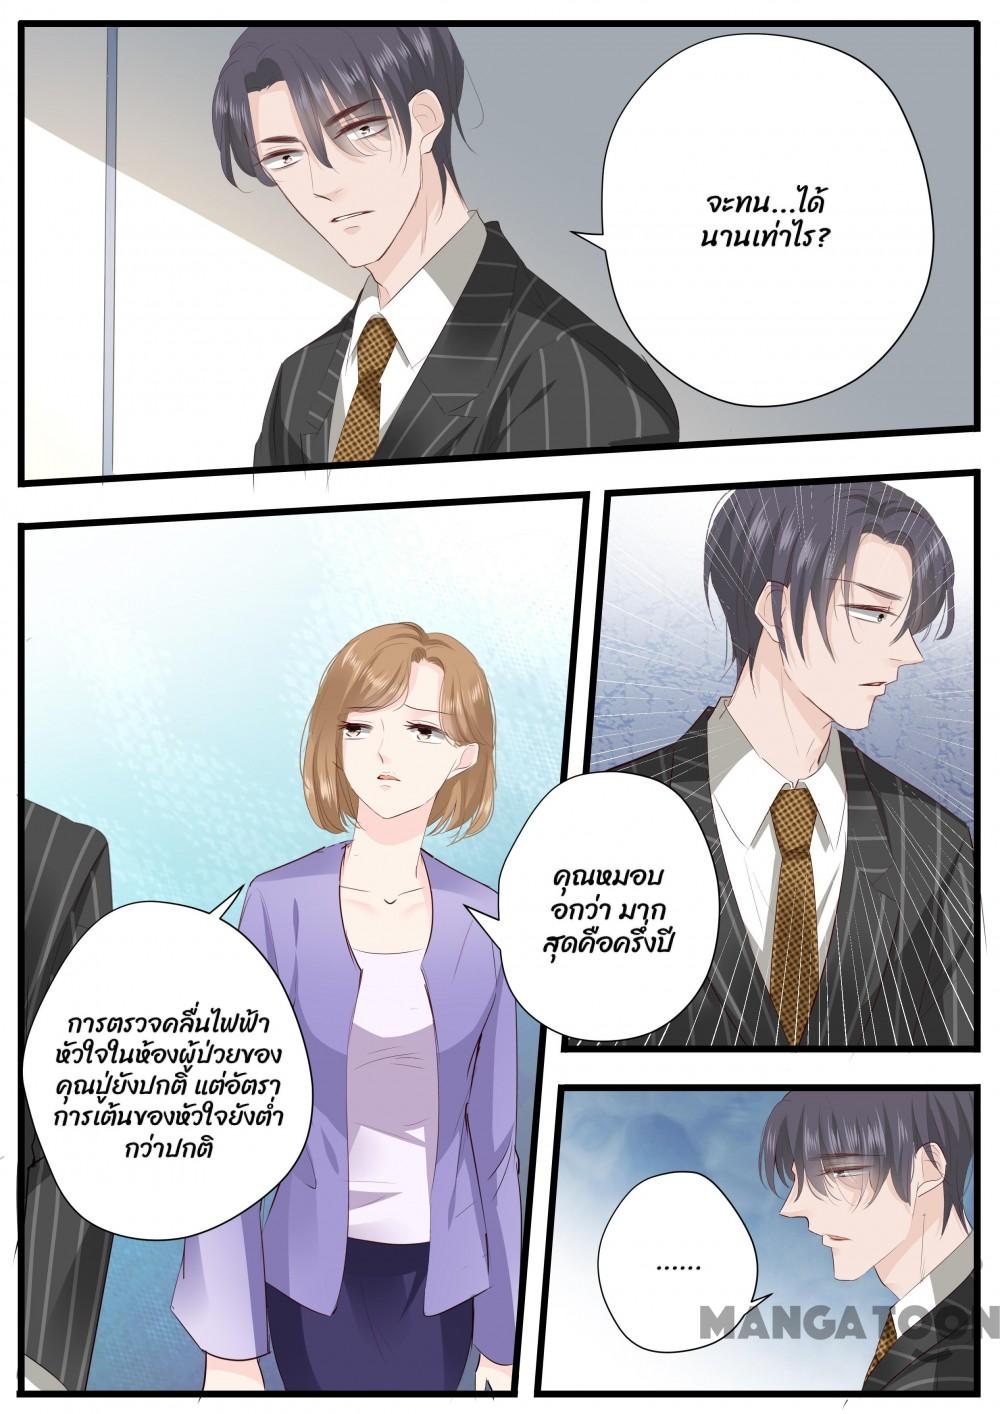 จะทน...ได้
นานเท่าไร?
คุณหมอบ
อกว่า มาก
สุดคือครึ่งปี
การตรวจคลื่นไฟฟ้า
หัวใจในห้องผู้ป่วยของ
คุณปู่ยังปกติ แต่อัตรา
การเต้นของหัวใจยังต่ำ
กว่าปกติ
......
MANGATOON